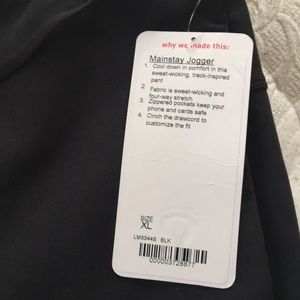 why we made this:
Mainstay Jogger
1. Cool down in comfort in this
sweat-wicking, track-inspired
pant
2. Fabric is sweat-wicking and
four-way stretch
3. Zippered pockets keep your
phone and cards safe
4. Cinch the drawcord to
customize the fit
SIZE
XL
LM5344S BLK
000003728877